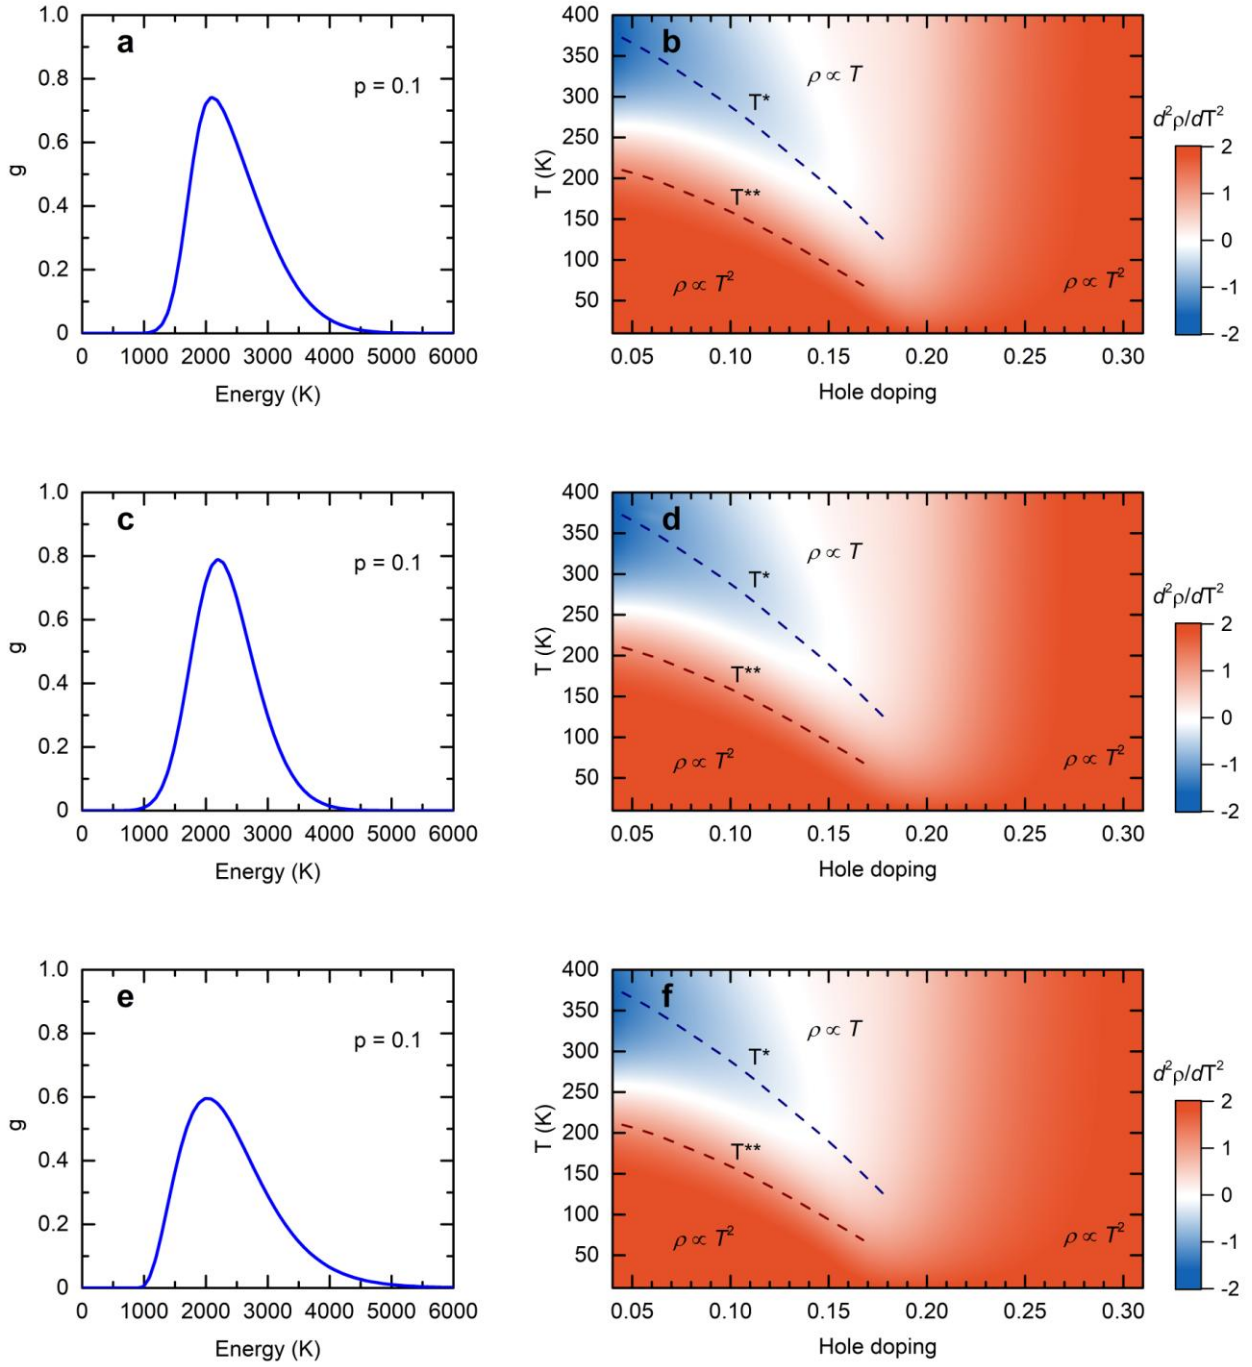 a
p = 0.1
g
1.0
0.8
0.6
0.4
0.2
0
0 1000 2000 3000 4000 5000 6000
Energy (K)
b
ρ ∝ T
T*
T**
ρ ∝ T²
ρ ∝ T²
T (K)
400
350
300
250
200
150
100
50
0.05 0.10 0.15 0.20 0.25 0.30
Hole doping
d²ρ/dT²
2
1
0
-1
-2
c
p = 0.1
g
1.0
0.8
0.6
0.4
0.2
0
0 1000 2000 3000 4000 5000 6000
Energy (K)
d
ρ ∝ T
T*
T**
ρ ∝ T²
ρ ∝ T²
T (K)
400
350
300
250
200
150
100
50
0.05 0.10 0.15 0.20 0.25 0.30
Hole doping
d²ρ/dT²
2
1
0
-1
-2
e
p = 0.1
g
1.0
0.8
0.6
0.4
0.2
0
0 1000 2000 3000 4000 5000 6000
Energy (K)
f
ρ ∝ T
T*
T**
ρ ∝ T²
ρ ∝ T²
T (K)
400
350
300
250
200
150
100
50
0.05 0.10 0.15 0.20 0.25 0.30
Hole doping
d²ρ/dT²
2
1
0
-1
-2